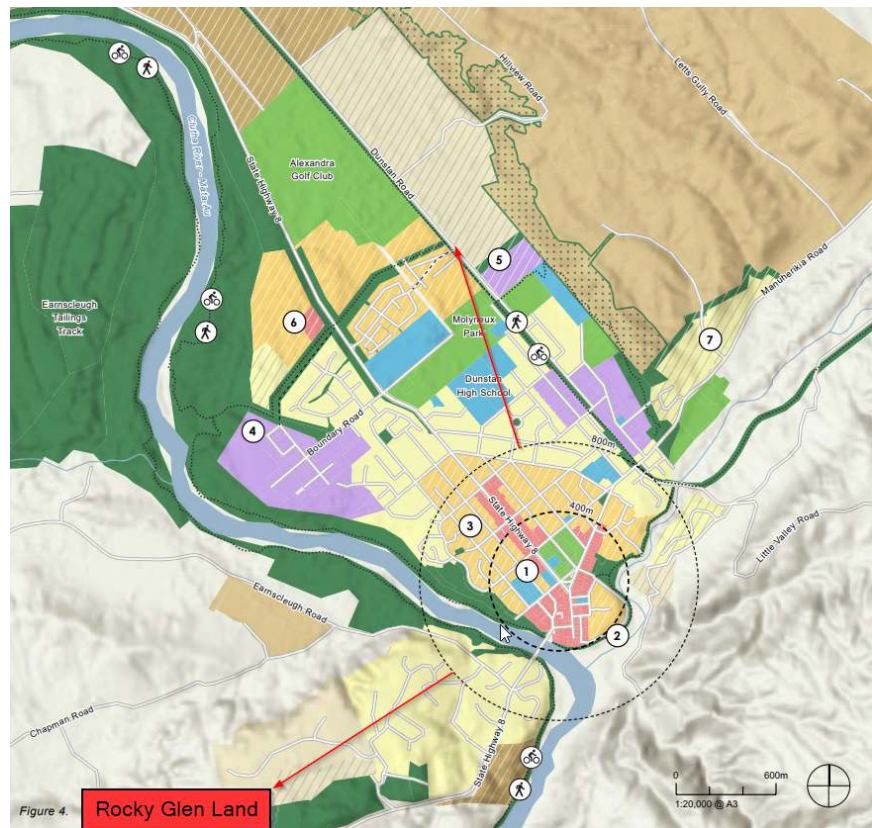 Hillview Road
Letts Gully Road
Clutha River - Mata-Au
State Highway 8
Alexandra
Golf Club
Dunstan Road
Manuherikia Road
5
Earnscleugh
Tailings
Track
6
Molyneux
Park
7
Dunstan
High School
4
Boundary Road
800m
3
State Highway 8
400m
Little Valley Road
1
Earnscleugh Road
2
Chapman Road
State Highway 8
0 600m
1:20,000 @ A3
Figure 4.
Rocky Glen Land